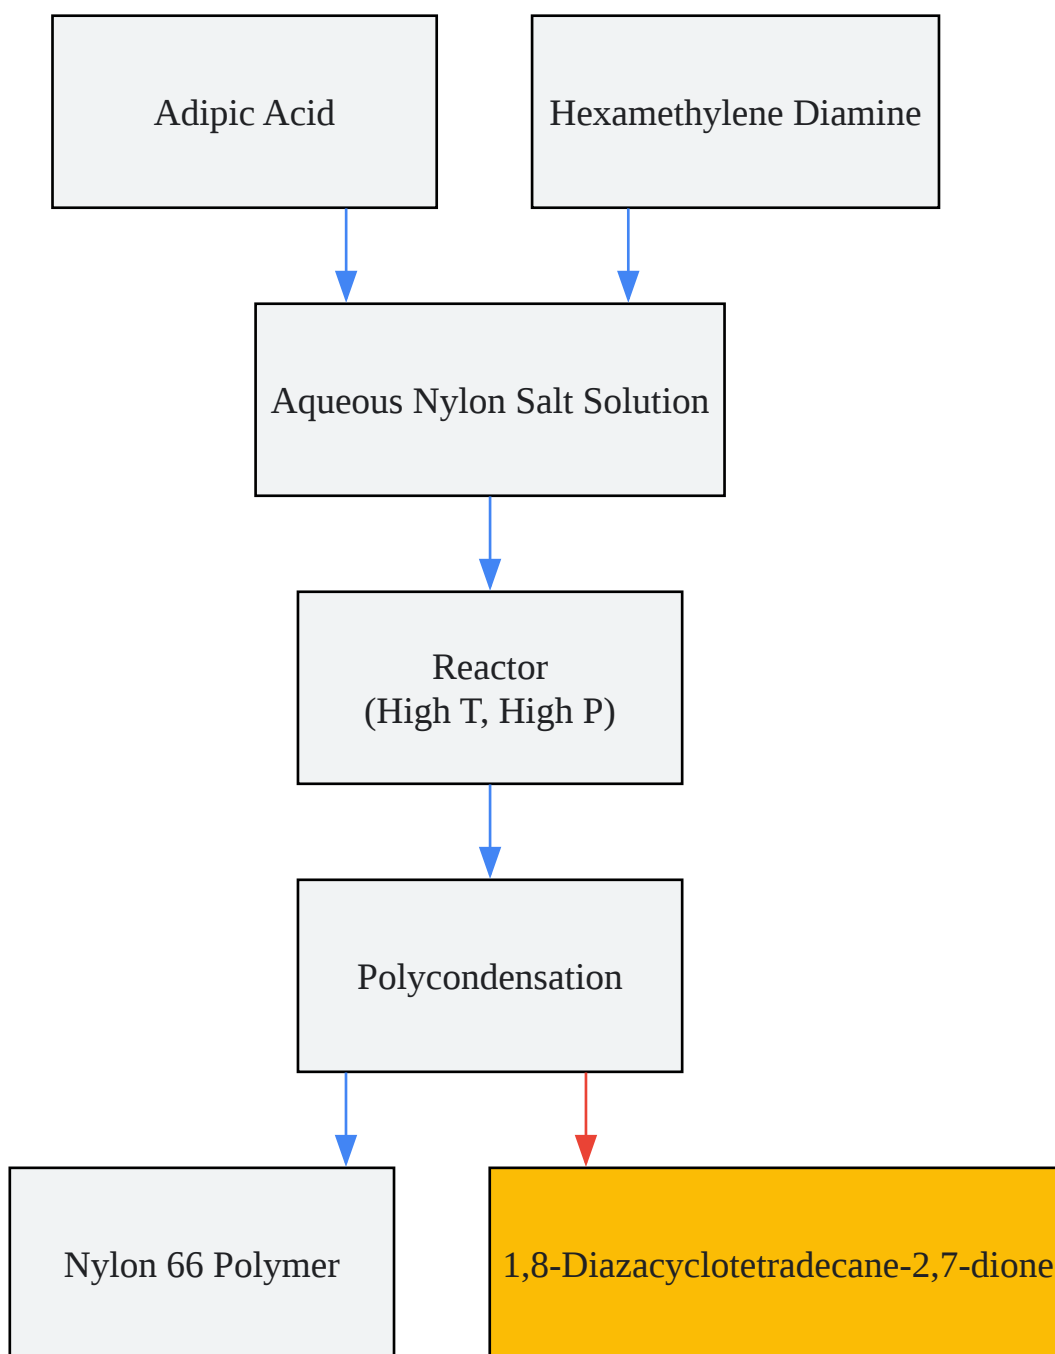 Adipic Acid
Hexamethylene Diamine
Aqueous Nylon Salt Solution
Reactor
(High T, High P)
Polycondensation
Nylon 66 Polymer
1,8-Diazacyclotetradecane-2,7-dione